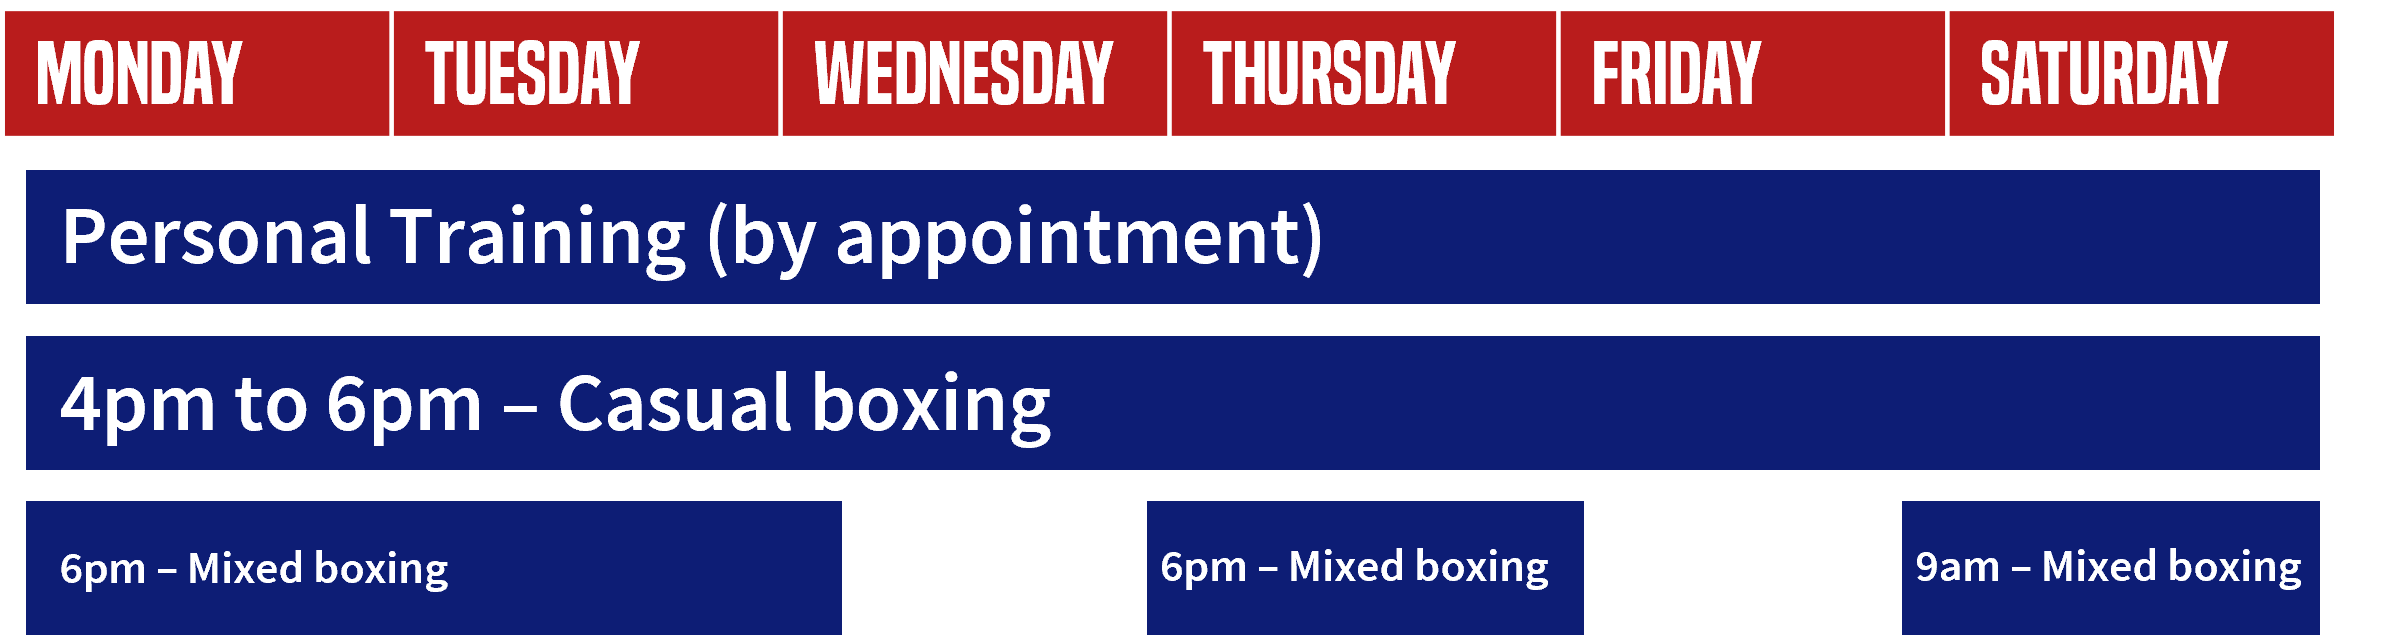 MONDAY TUESDAY WEDNESDAY THURSDAY FRIDAY SATURDAY
Personal Training (by appointment)
4pm to 6pm – Casual boxing
6pm – Mixed boxing 6pm – Mixed boxing 9am – Mixed boxing